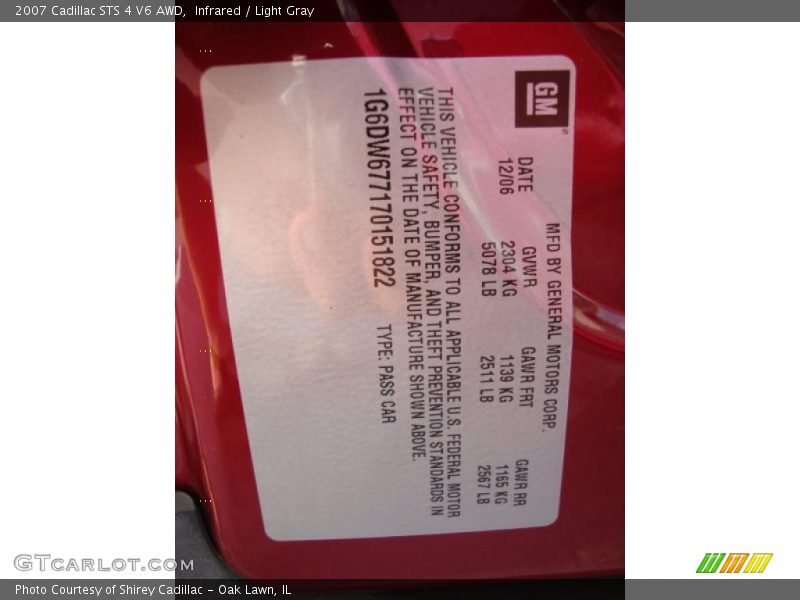 2007 Cadillac STS 4 V6 AWD, Infrared / Light Gray
GM
MFD BY GENERAL MOTORS CORP.
DATE GVWR GAWR FRT GAWR RR
12/06 2304 KG 1139 KG 1165 KG
5078 LB 2511 LB 2567 LB
THIS VEHICLE CONFORMS TO ALL APPLICABLE U.S. FEDERAL MOTOR
VEHICLE SAFETY, BUMPER, AND THEFT PREVENTION STANDARDS IN
EFFECT ON THE DATE OF MANUFACTURE SHOWN ABOVE.
1G6DW677170151822 TYPE: PASS CAR
GTcarlot.com
Photo Courtesy of Shirey Cadillac - Oak Lawn, IL